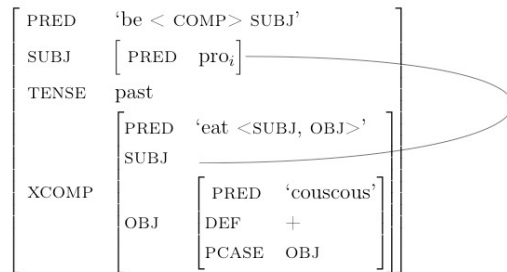 PRED ‘be < COMP> SUBJ’
SUBJ [ PRED pro_i ]
TENSE past
PRED ‘eat <SUBJ, OBJ>’
SUBJ
XCOMP
PRED ‘couscous’
OBJ DEF +
PCASE OBJ